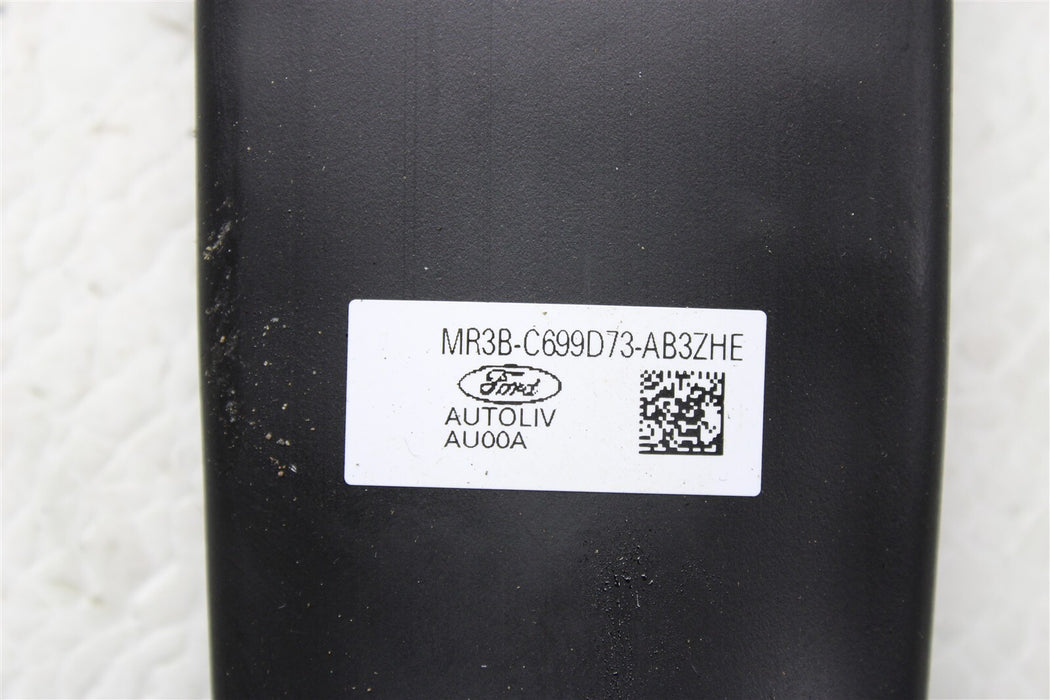 MR3B-C699D73-AB3ZHE
Ford
AUTOLIV
AU00A